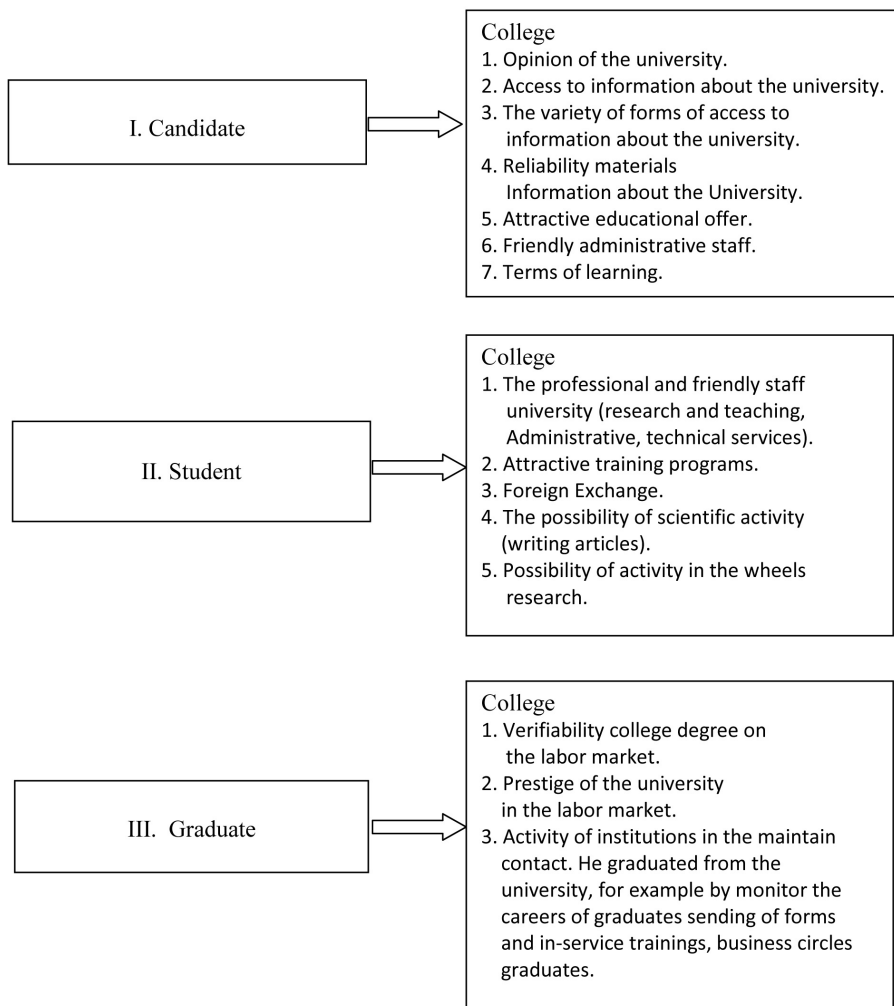 I. Candidate
College
1. Opinion of the university.
2. Access to information about the university.
3. The variety of forms of access to
information about the university.
4. Reliability materials
Information about the University.
5. Attractive educational offer.
6. Friendly administrative staff.
7. Terms of learning.
II. Student
College
1. The professional and friendly staff
university (research and teaching,
Administrative, technical services).
2. Attractive training programs.
3. Foreign Exchange.
4. The possibility of scientific activity
(writing articles).
5. Possibility of activity in the wheels
research.
III. Graduate
College
1. Verifiability college degree on
the labor market.
2. Prestige of the university
in the labor market.
3. Activity of institutions in the maintain
contact. He graduated from the
university, for example by monitor the
careers of graduates sending of forms
and in-service trainings, business circles
graduates.